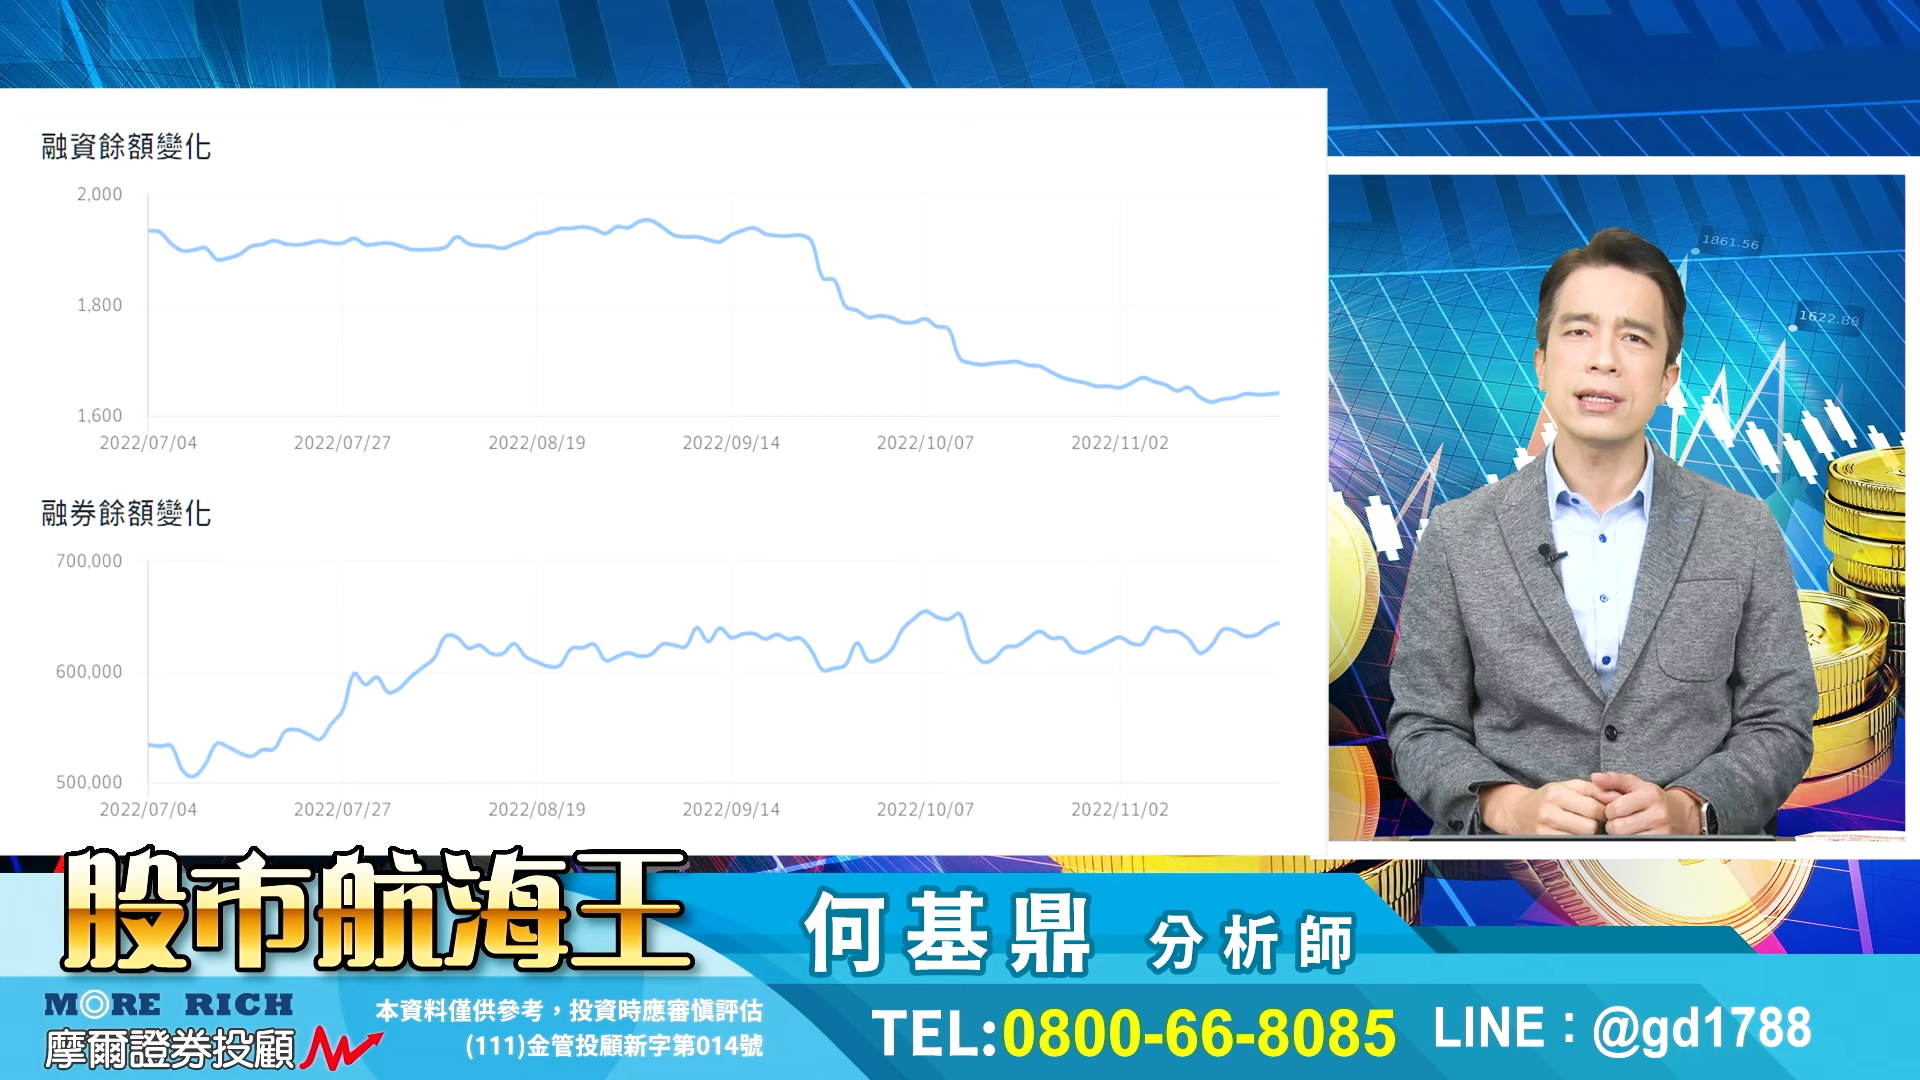 融資餘額變化
2,000
1,800
1,600
2022/07/04 2022/07/27 2022/08/19 2022/09/14 2022/10/07 2022/11/02
融券餘額變化
700,000
600,000
500,000
2022/07/04 2022/07/27 2022/08/19 2022/09/14 2022/10/07 2022/11/02
1861.56
1622.88
股市航海王
何基鼎 分析師
MORE RICH
摩爾證券投顧
本資料僅供參考，投資時應審慎評估
(111)金管投顧新字第014號
TEL:0800-66-8085
LINE：@gd1788